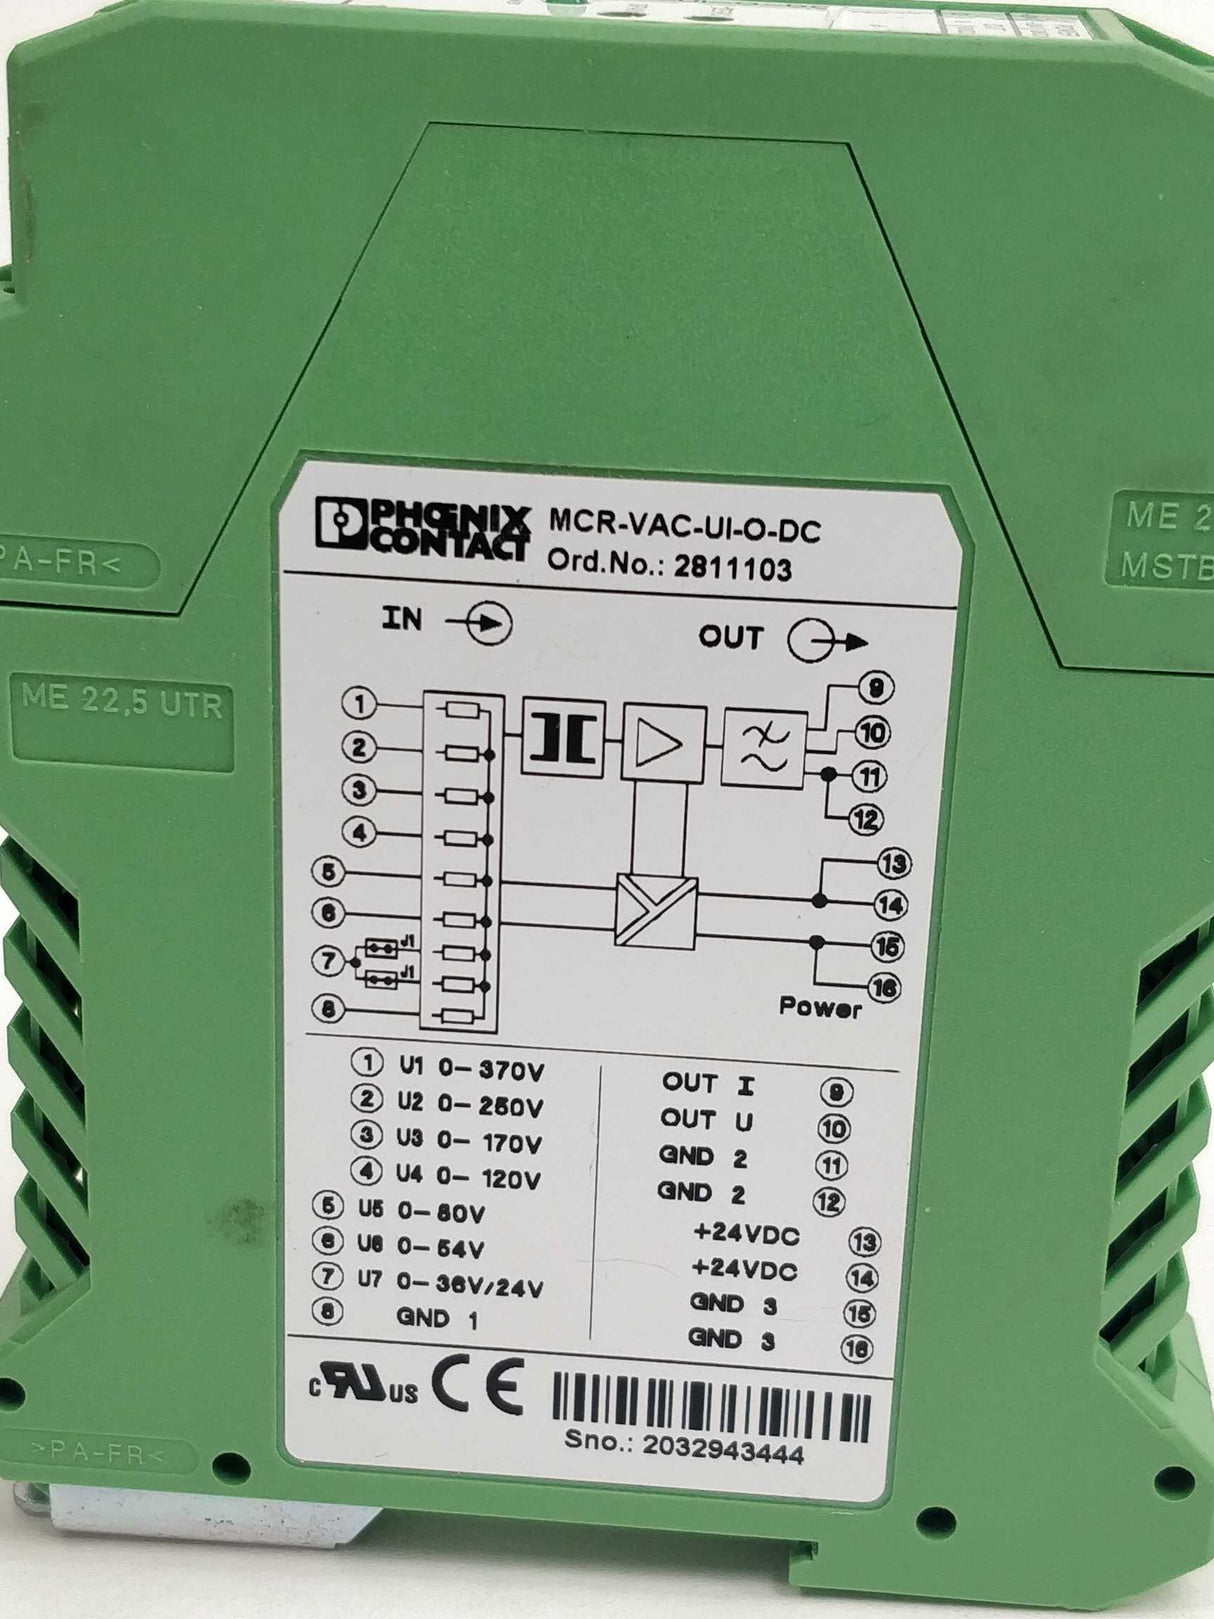 PHOENIX CONTACT
MCR-VAC-UI-O-DC
Ord.No.: 2811103
ME 2
MSTB
PA-FR<
ME 22,5 UTR
IN
OUT
1
2
3
4
5
6
7
8
J1
J1
9
10
11
12
13
14
15
16
Power
1 U1 0-370V
2 U2 0-250V
3 U3 0-170V
4 U4 0-120V
5 U5 0-80V
6 U6 0-54V
7 U7 0-36V/24V
8 GND 1
OUT I 9
OUT U 10
GND 2 11
GND 2 12
+24VDC 13
+24VDC 14
GND 3 15
GND 3 16
c RU US CE
Sno.: 2032943444
>PA-FR<